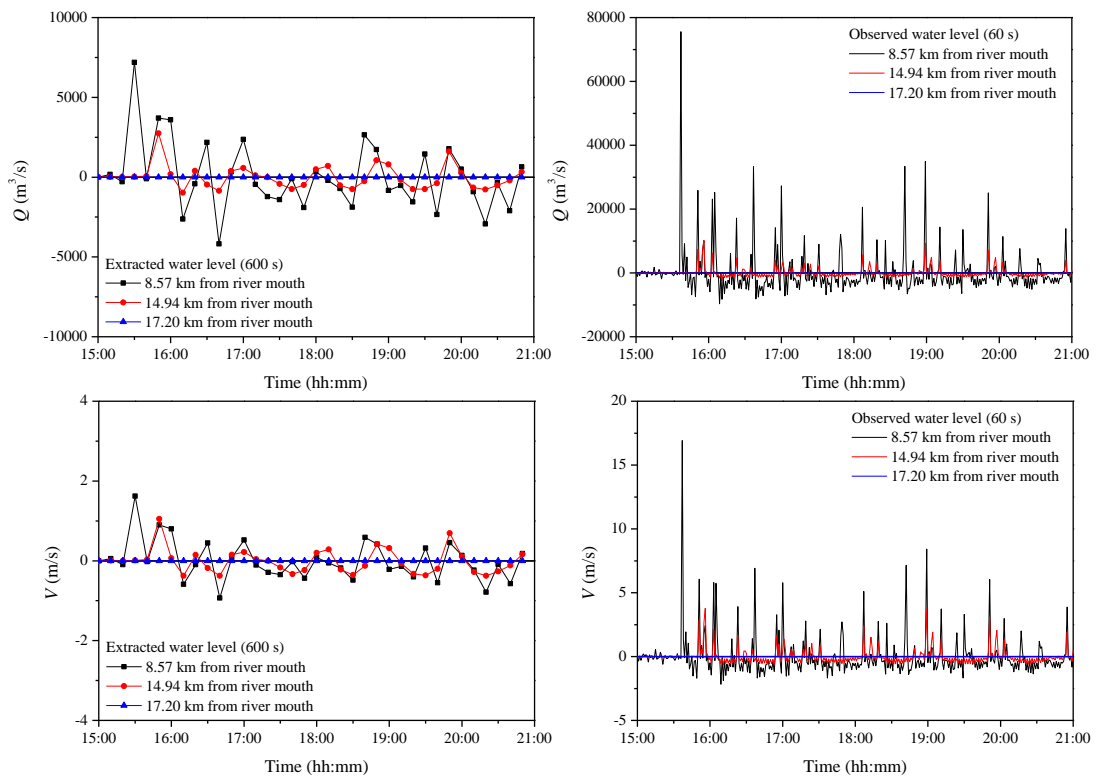 10000
5000
0
-5000
-10000
Q (m³/s)
Extracted water level (600 s)
8.57 km from river mouth
14.94 km from river mouth
17.20 km from river mouth
15:00 16:00 17:00 18:00 19:00 20:00 21:00
Time (hh:mm)
80000
60000
40000
20000
0
-20000
Q (m³/s)
Observed water level (60 s)
8.57 km from river mouth
14.94 km from river mouth
17.20 km from river mouth
15:00 16:00 17:00 18:00 19:00 20:00 21:00
Time (hh:mm)
4
2
0
-2
-4
V (m/s)
Extracted water level (600 s)
8.57 km from river mouth
14.94 km from river mouth
17.20 km from river mouth
15:00 16:00 17:00 18:00 19:00 20:00 21:00
Time (hh:mm)
20
15
10
5
0
-5
V (m/s)
Observed water level (60 s)
8.57 km from river mouth
14.94 km from river mouth
17.20 km from river mouth
15:00 16:00 17:00 18:00 19:00 20:00 21:00
Time (hh:mm)